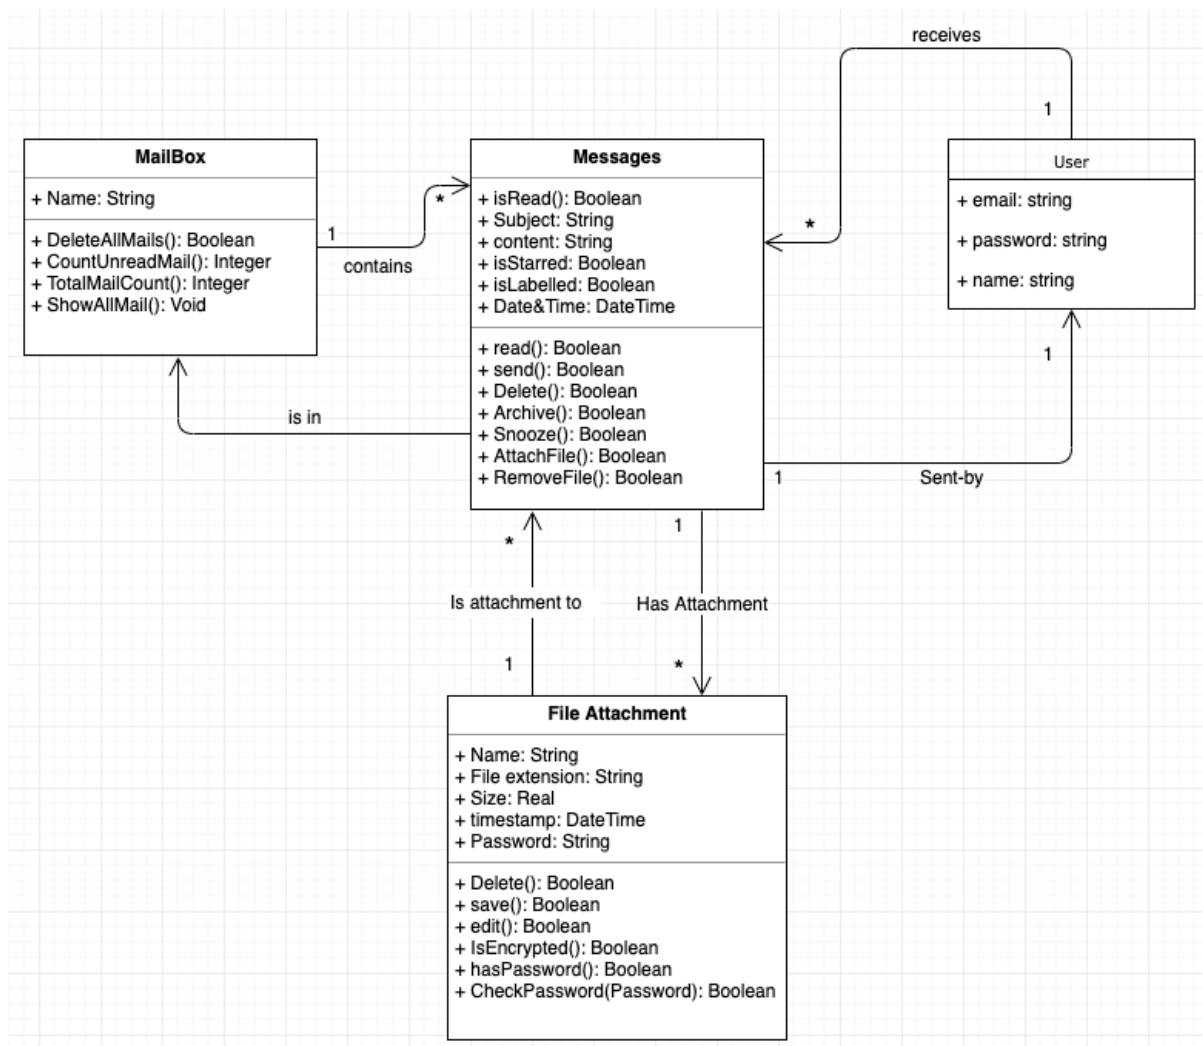 receives
1
*
MailBox
+ Name: String
+ DeleteAllMails(): Boolean
+ CountUnreadMail(): Integer
+ TotalMailCount(): Integer
+ ShowAllMail(): Void
1
*
contains
is in
Messages
+ isRead(): Boolean
+ Subject: String
+ content: String
+ isStarred: Boolean
+ isLabelled: Boolean
+ Date&Time: DateTime
+ read(): Boolean
+ send(): Boolean
+ Delete(): Boolean
+ Archive(): Boolean
+ Snooze(): Boolean
+ AttachFile(): Boolean
+ RemoveFile(): Boolean
User
+ email: string
+ password: string
+ name: string
1
1
Sent-by
*
1
Is attachment to
Has Attachment
1
*
File Attachment
+ Name: String
+ File extension: String
+ Size: Real
+ timestamp: DateTime
+ Password: String
+ Delete(): Boolean
+ save(): Boolean
+ edit(): Boolean
+ IsEncrypted(): Boolean
+ hasPassword(): Boolean
+ CheckPassword(Password): Boolean